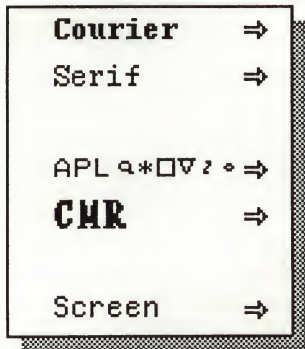 Courier ⇒
Serif ⇒
APL ⍺*□∇≀∘ ⇒
CMR ⇒
Screen ⇒